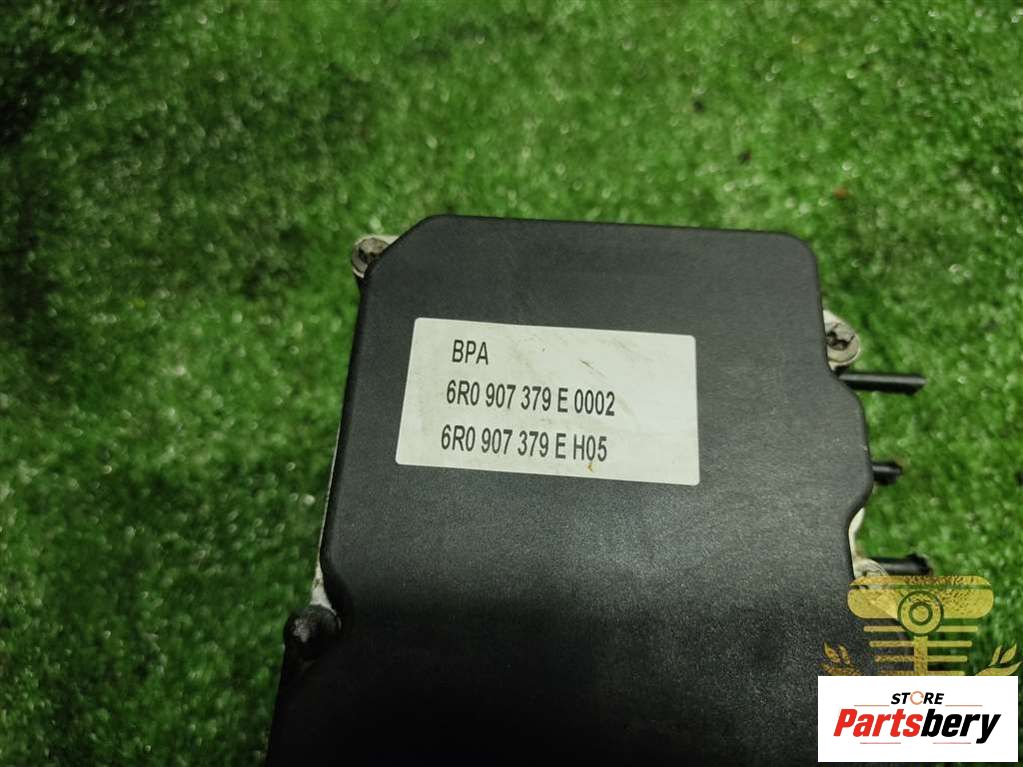 BPA
6R0 907 379 E 0002
6R0 907 379 E H05
STORE
Partsbery